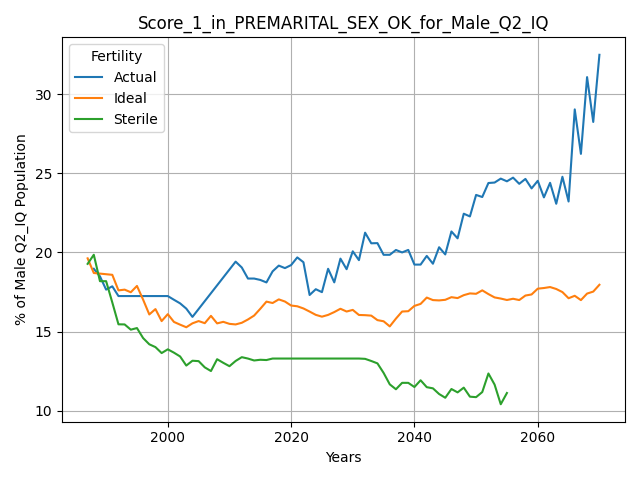 Score_1_in_PREMARITAL_SEX_OK_for_Male_Q2_IQ
Fertility
Actual
Ideal
Sterile
% of Male Q2_IQ Population
30
25
20
15
10
2000
2020
2040
2060
Years